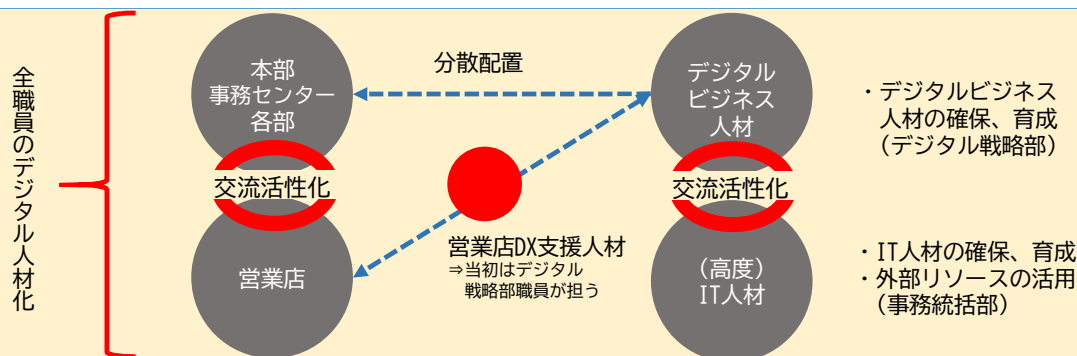 全職員のデジタル人材化
本部
事務センター
各部
交流活性化
営業店
分散配置
営業店DX支援人材
⇒当初はデジタル
戦略部職員が担う
デジタル
ビジネス
人材
交流活性化
(高度)
IT人材
・デジタルビジネス
人材の確保、育成
(デジタル戦略部)
・IT人材の確保、育成
・外部リソースの活用
(事務統括部)